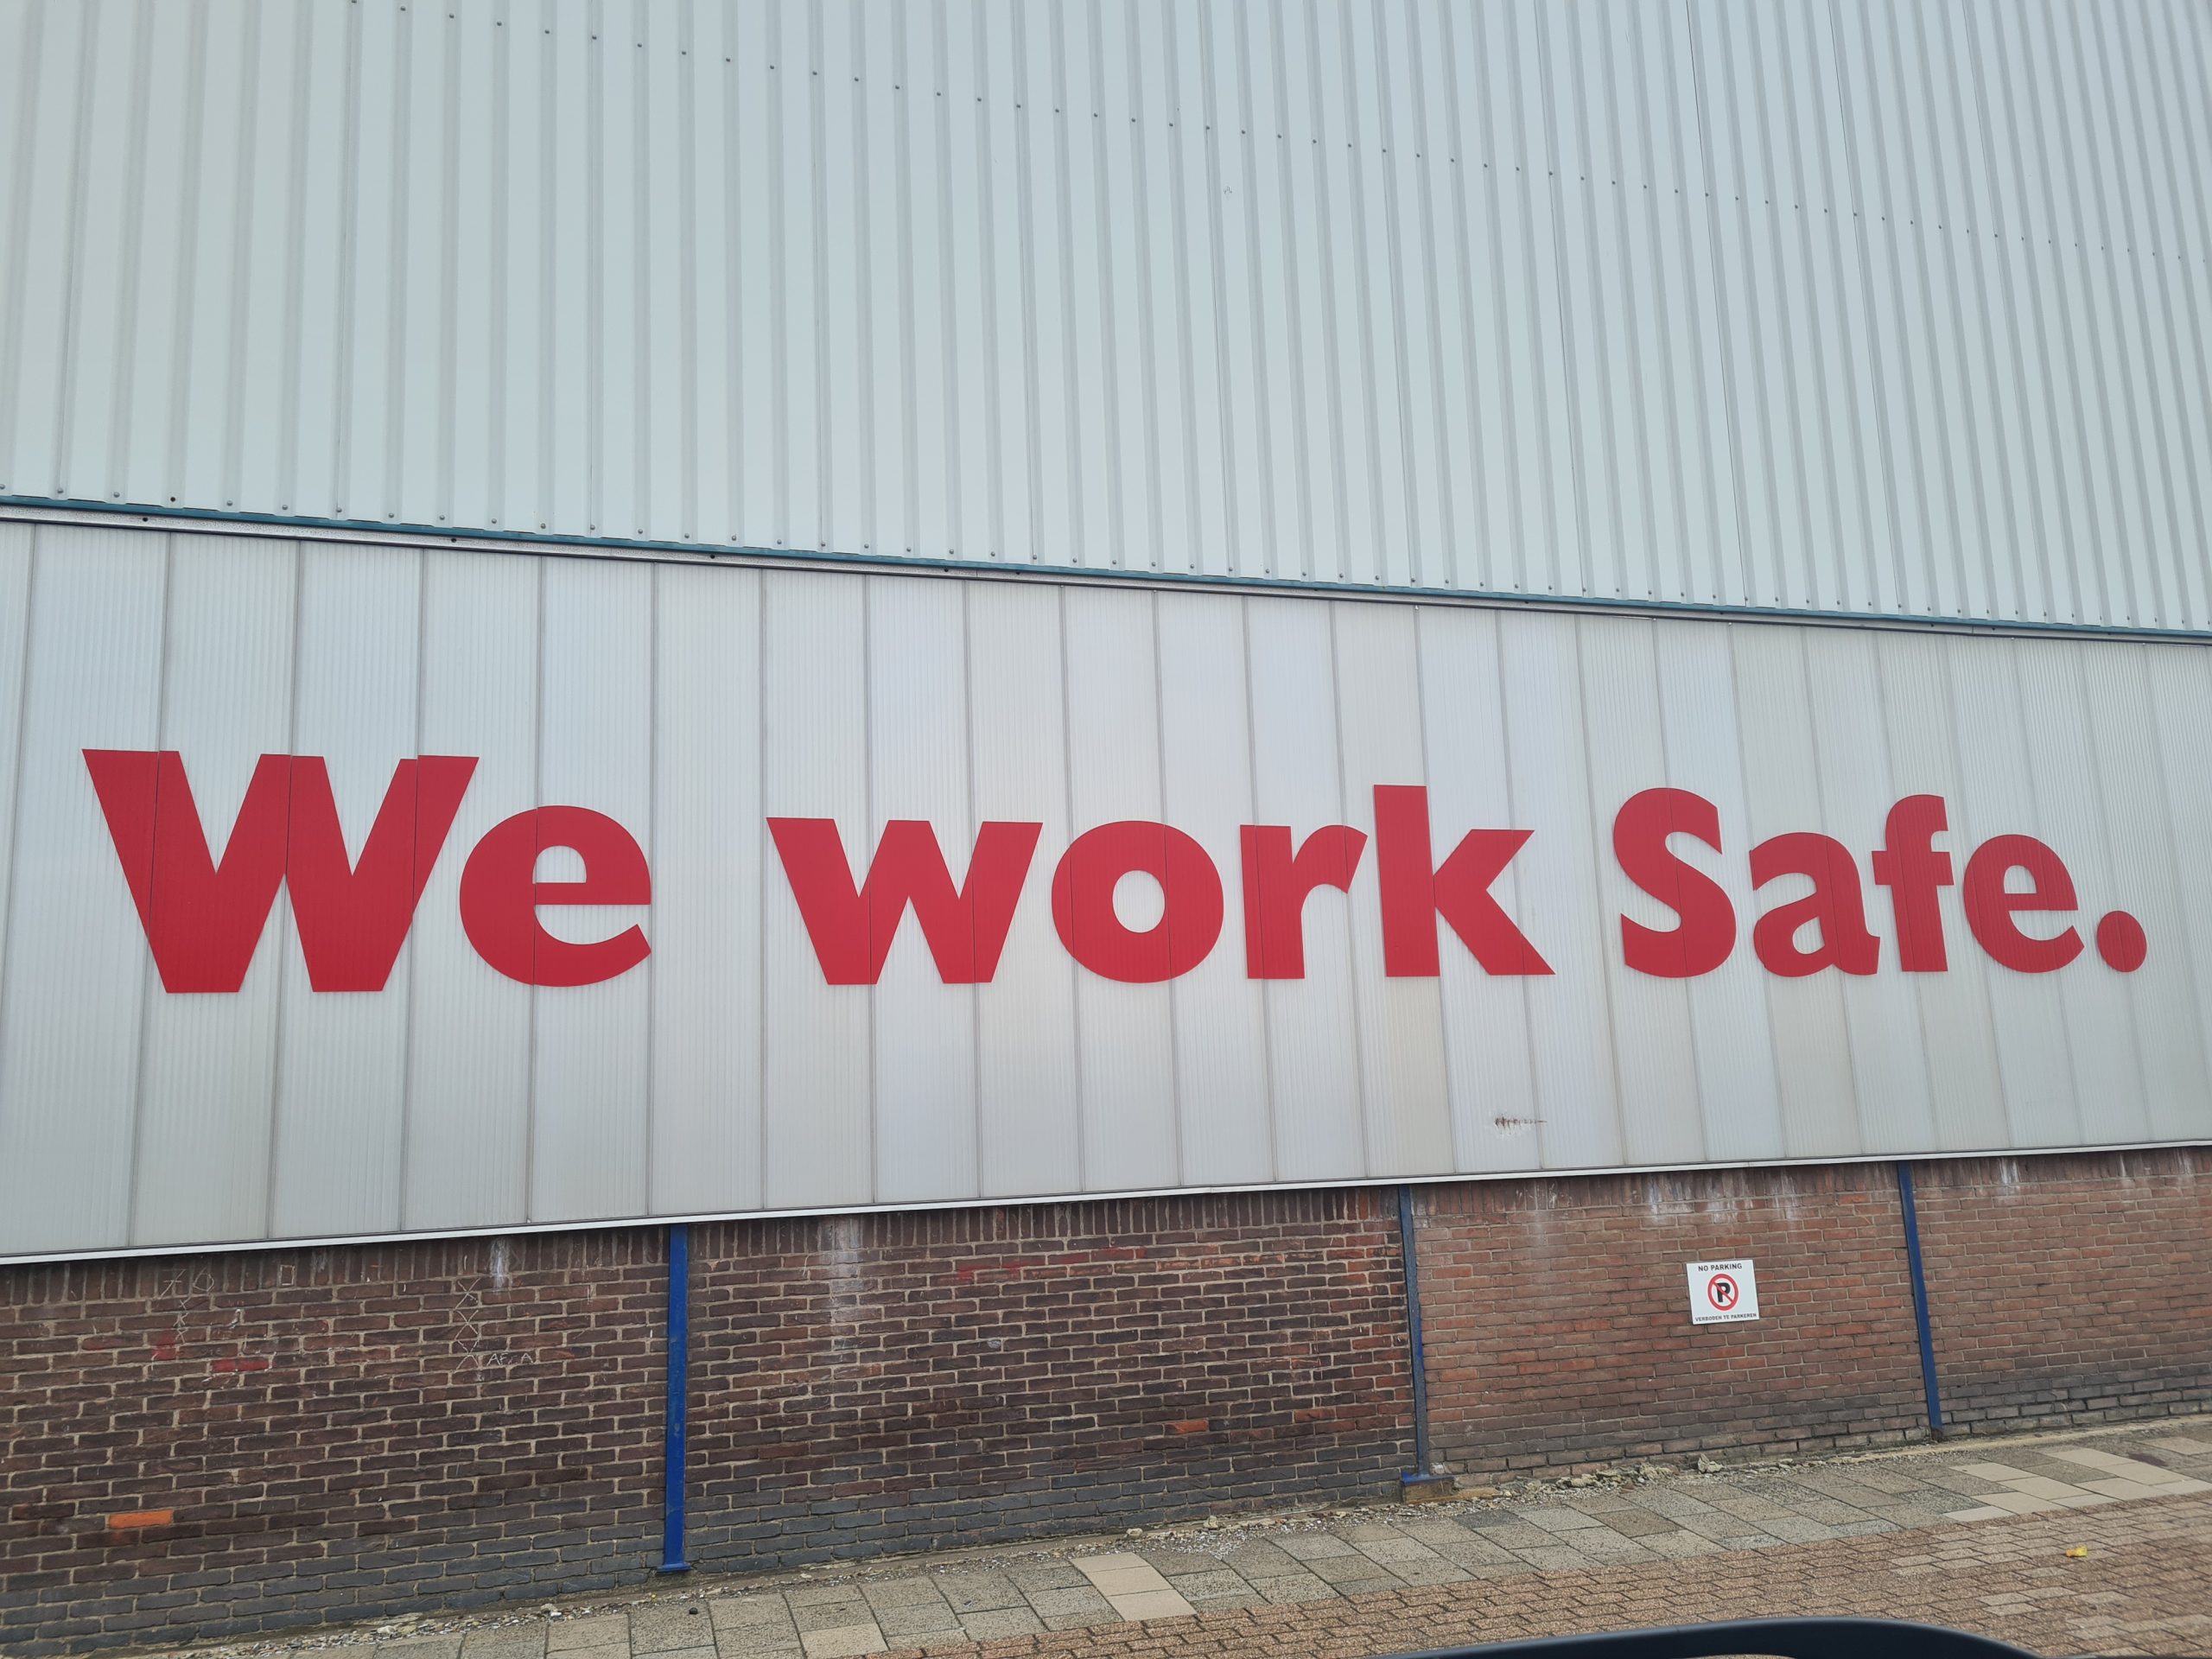 We work Safe.
NO PARKING
VERBODEN TE PARKEREN